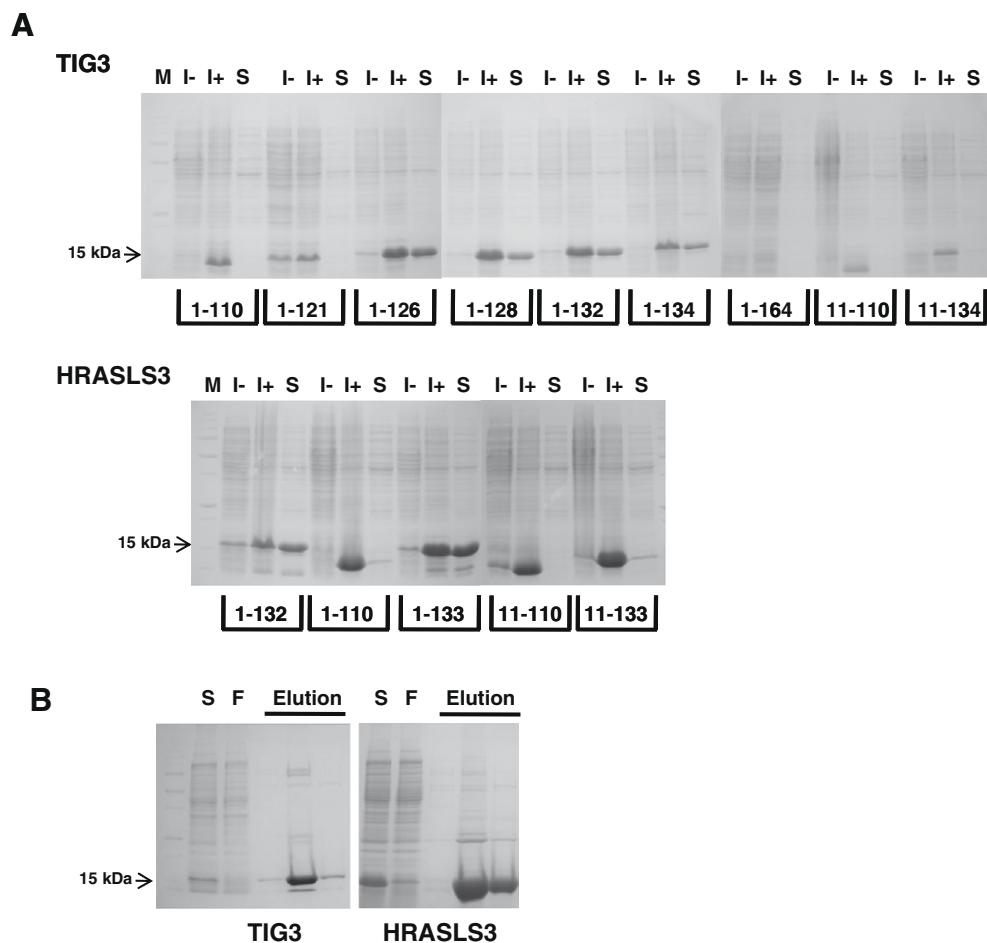 A
TIG3
M I- I+ S I- I+ S I- I+ S I- I+ S I- I+ S I- I+ S I- I+ S I- I+ S I- I+ S
15 kDa
1-110 1-121 1-126 1-128 1-132 1-134 1-164 11-110 11-134
HRASLS3
M I- I+ S I- I+ S I- I+ S I- I+ S I- I+ S
15 kDa
1-132 1-110 1-133 11-110 11-133
B
S F Elution S F Elution
15 kDa
TIG3 HRASLS3